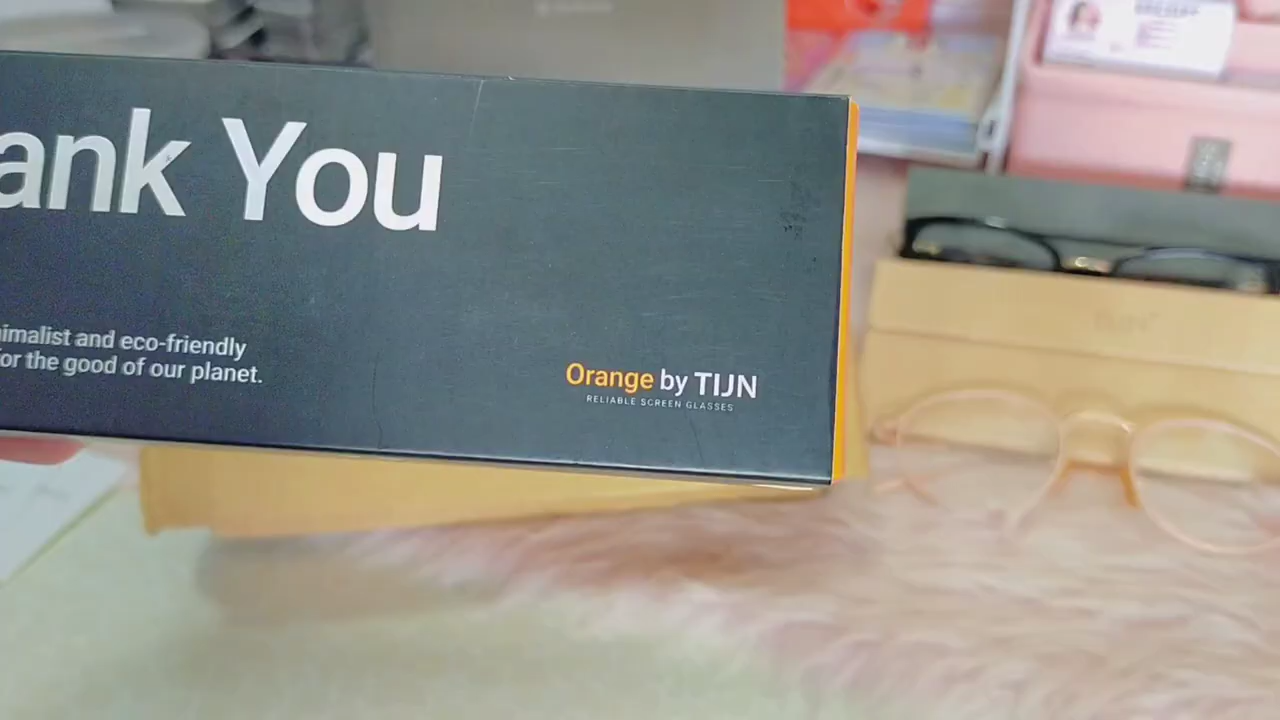 ank You
imalist and eco-friendly
or the good of our planet.
Orange by TIJN
RELIABLE SCREEN GLASSES